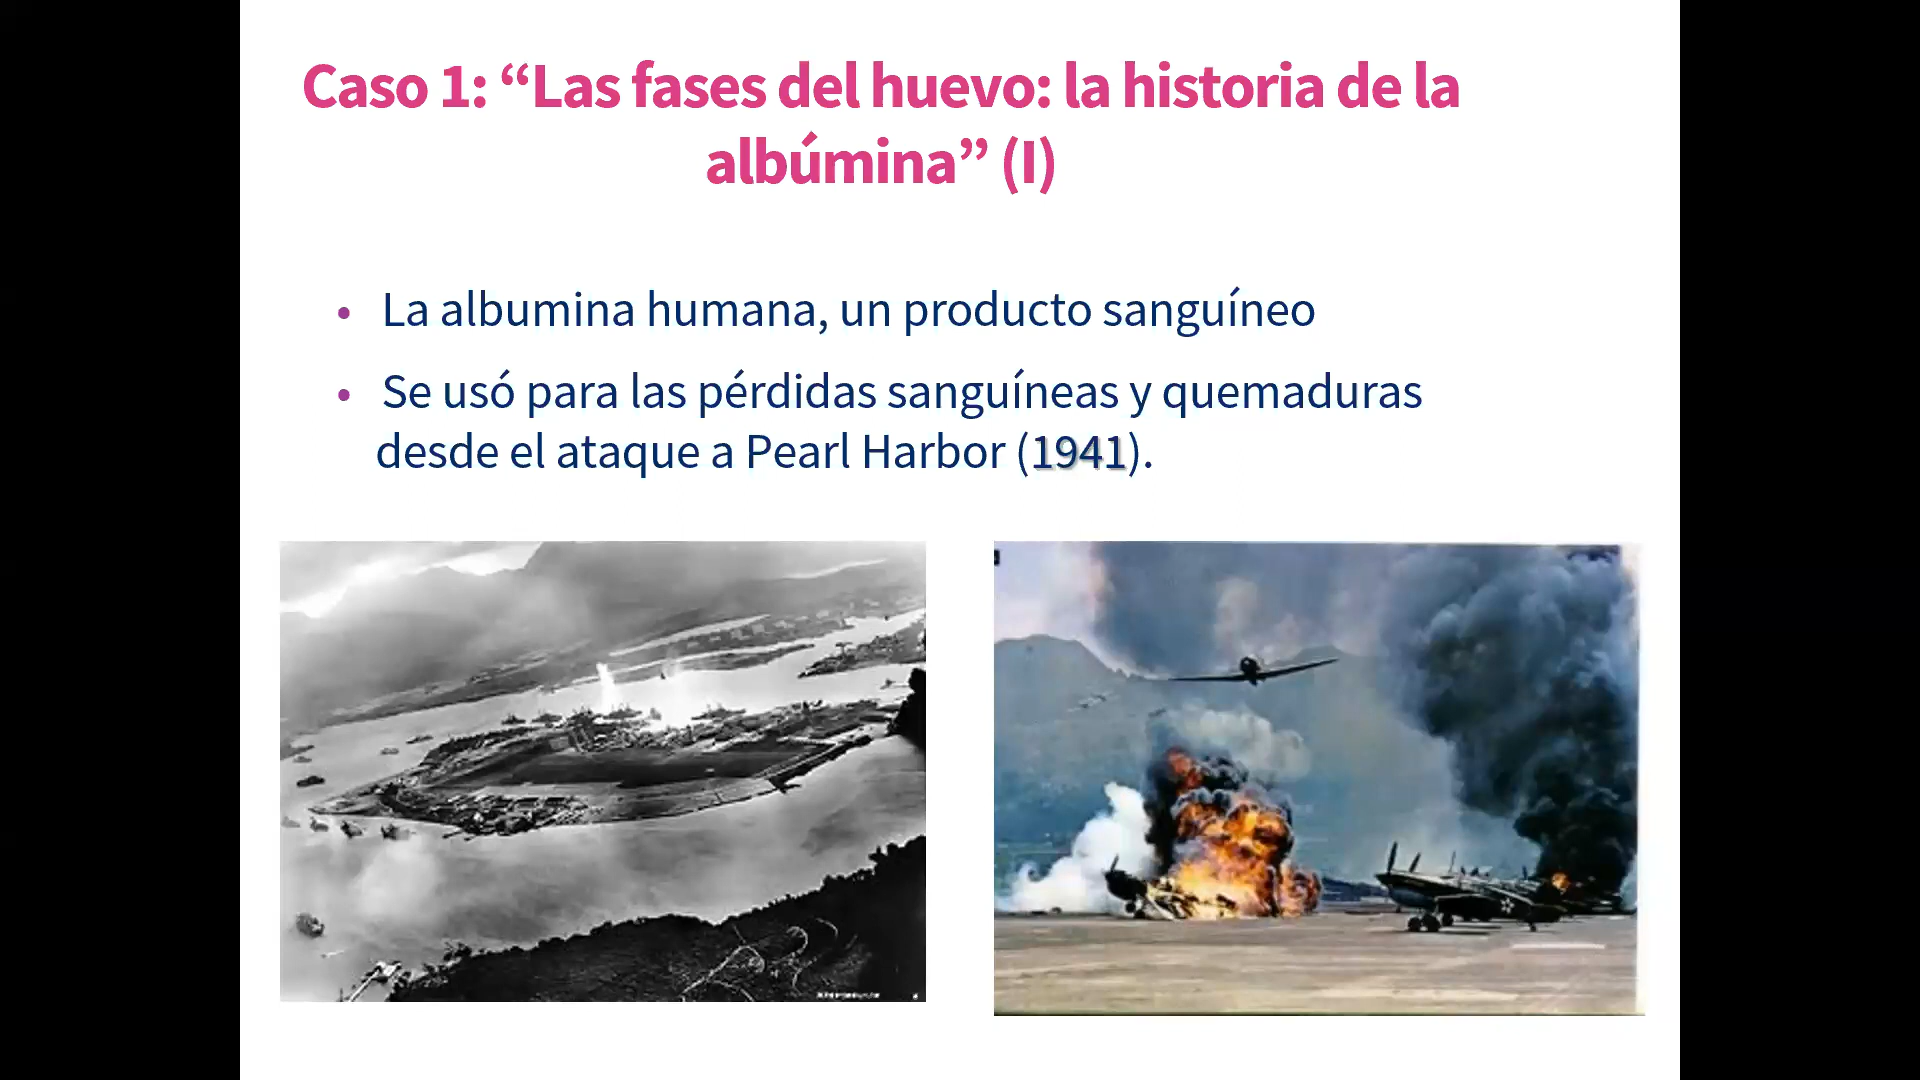 Caso 1: “Las fases del huevo: la historia de la
albúmina” (I)
• La albumina humana, un producto sanguíneo
• Se usó para las pérdidas sanguíneas y quemaduras
desde el ataque a Pearl Harbor (1941).